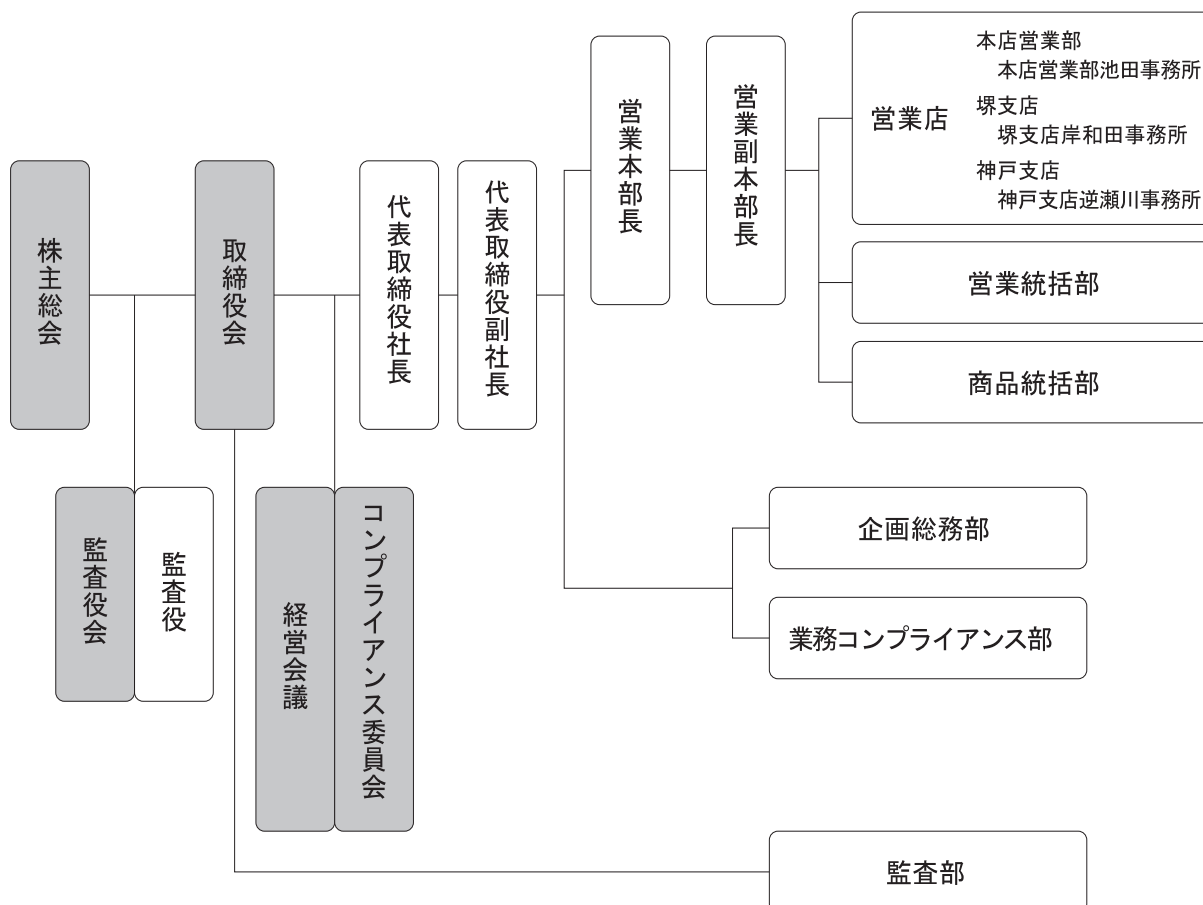 株主総会
取締役会
代表取締役社長
代表取締役副社長
営業本部長
営業副本部長
営業店
本店営業部
本店営業部池田事務所
堺支店
堺支店岸和田事務所
神戸支店
神戸支店逆瀬川事務所
営業統括部
商品統括部
監査役会
監査役
経営会議
コンプライアンス委員会
企画総務部
業務コンプライアンス部
監査部